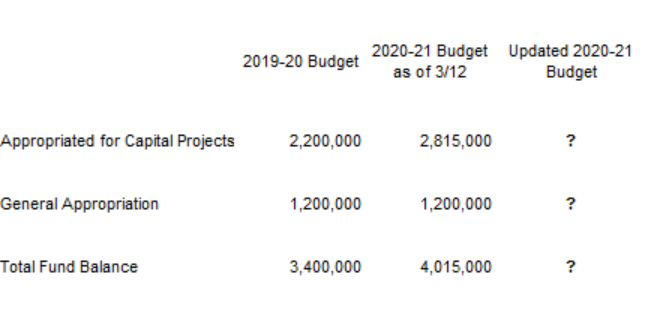 2019-20 Budget 2020-21 Budget as of 3/12 Updated 2020-21 Budget
Appropriated for Capital Projects 2,200,000 2,815,000 ?
General Appropriation 1,200,000 1,200,000 ?
Total Fund Balance 3,400,000 4,015,000 ?